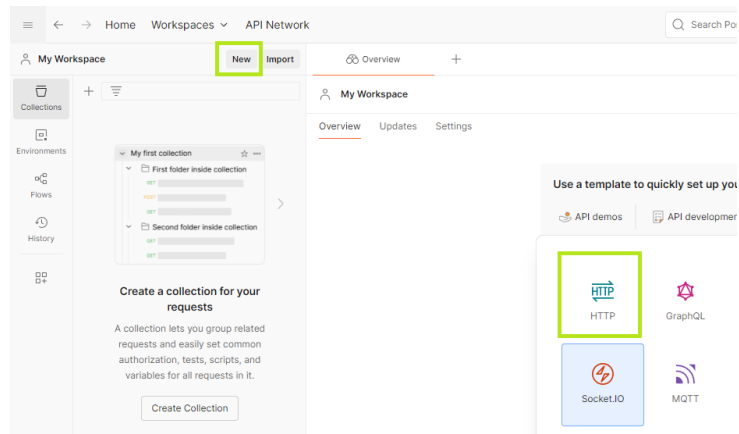 Home Workspaces API Network
Search Pos
My Workspace New Import
Overview
Collections
My Workspace
Overview Updates Settings
Environments
My first collection
First folder inside collection
GET
POST
GET
Flows
Second folder inside collection
GET
GET
History
Use a template to quickly set up you
API demos API developmen
HTTP
HTTP GraphQL
Socket.IO MQTT
Create a collection for your
requests
A collection lets you group related
requests and easily set common
authorization, tests, scripts, and
variables for all requests in it.
Create Collection